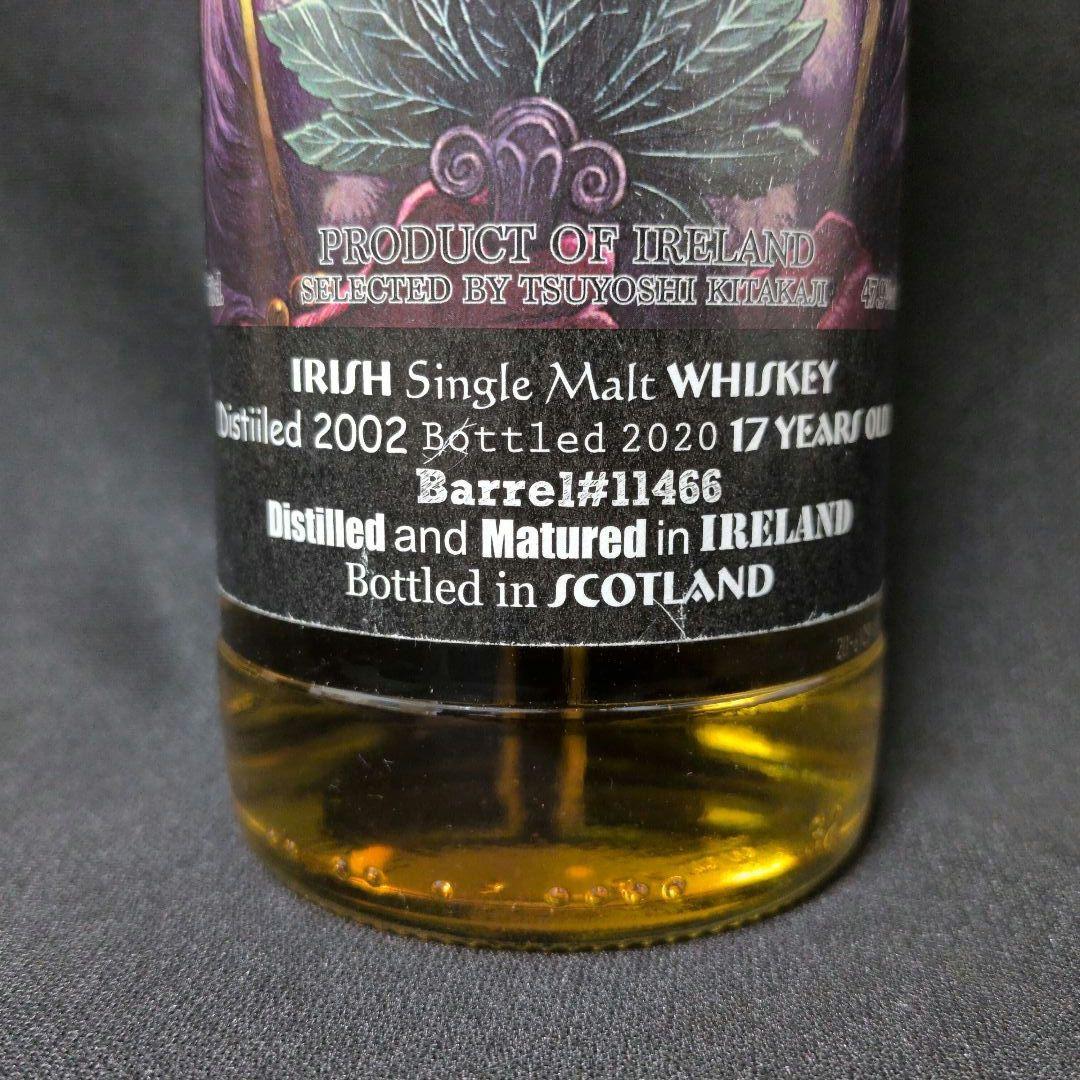 PRODUCT OF IRELAND
SELECTED BY TSUYOSHI KITAKAJI
IRISH Single Malt WHISKEY
Distiiled 2002 Bottled 2020 17 YEARS OLD
Barrel#11466
Distilled and Matured in IRELAND
Bottled in SCOTLAND